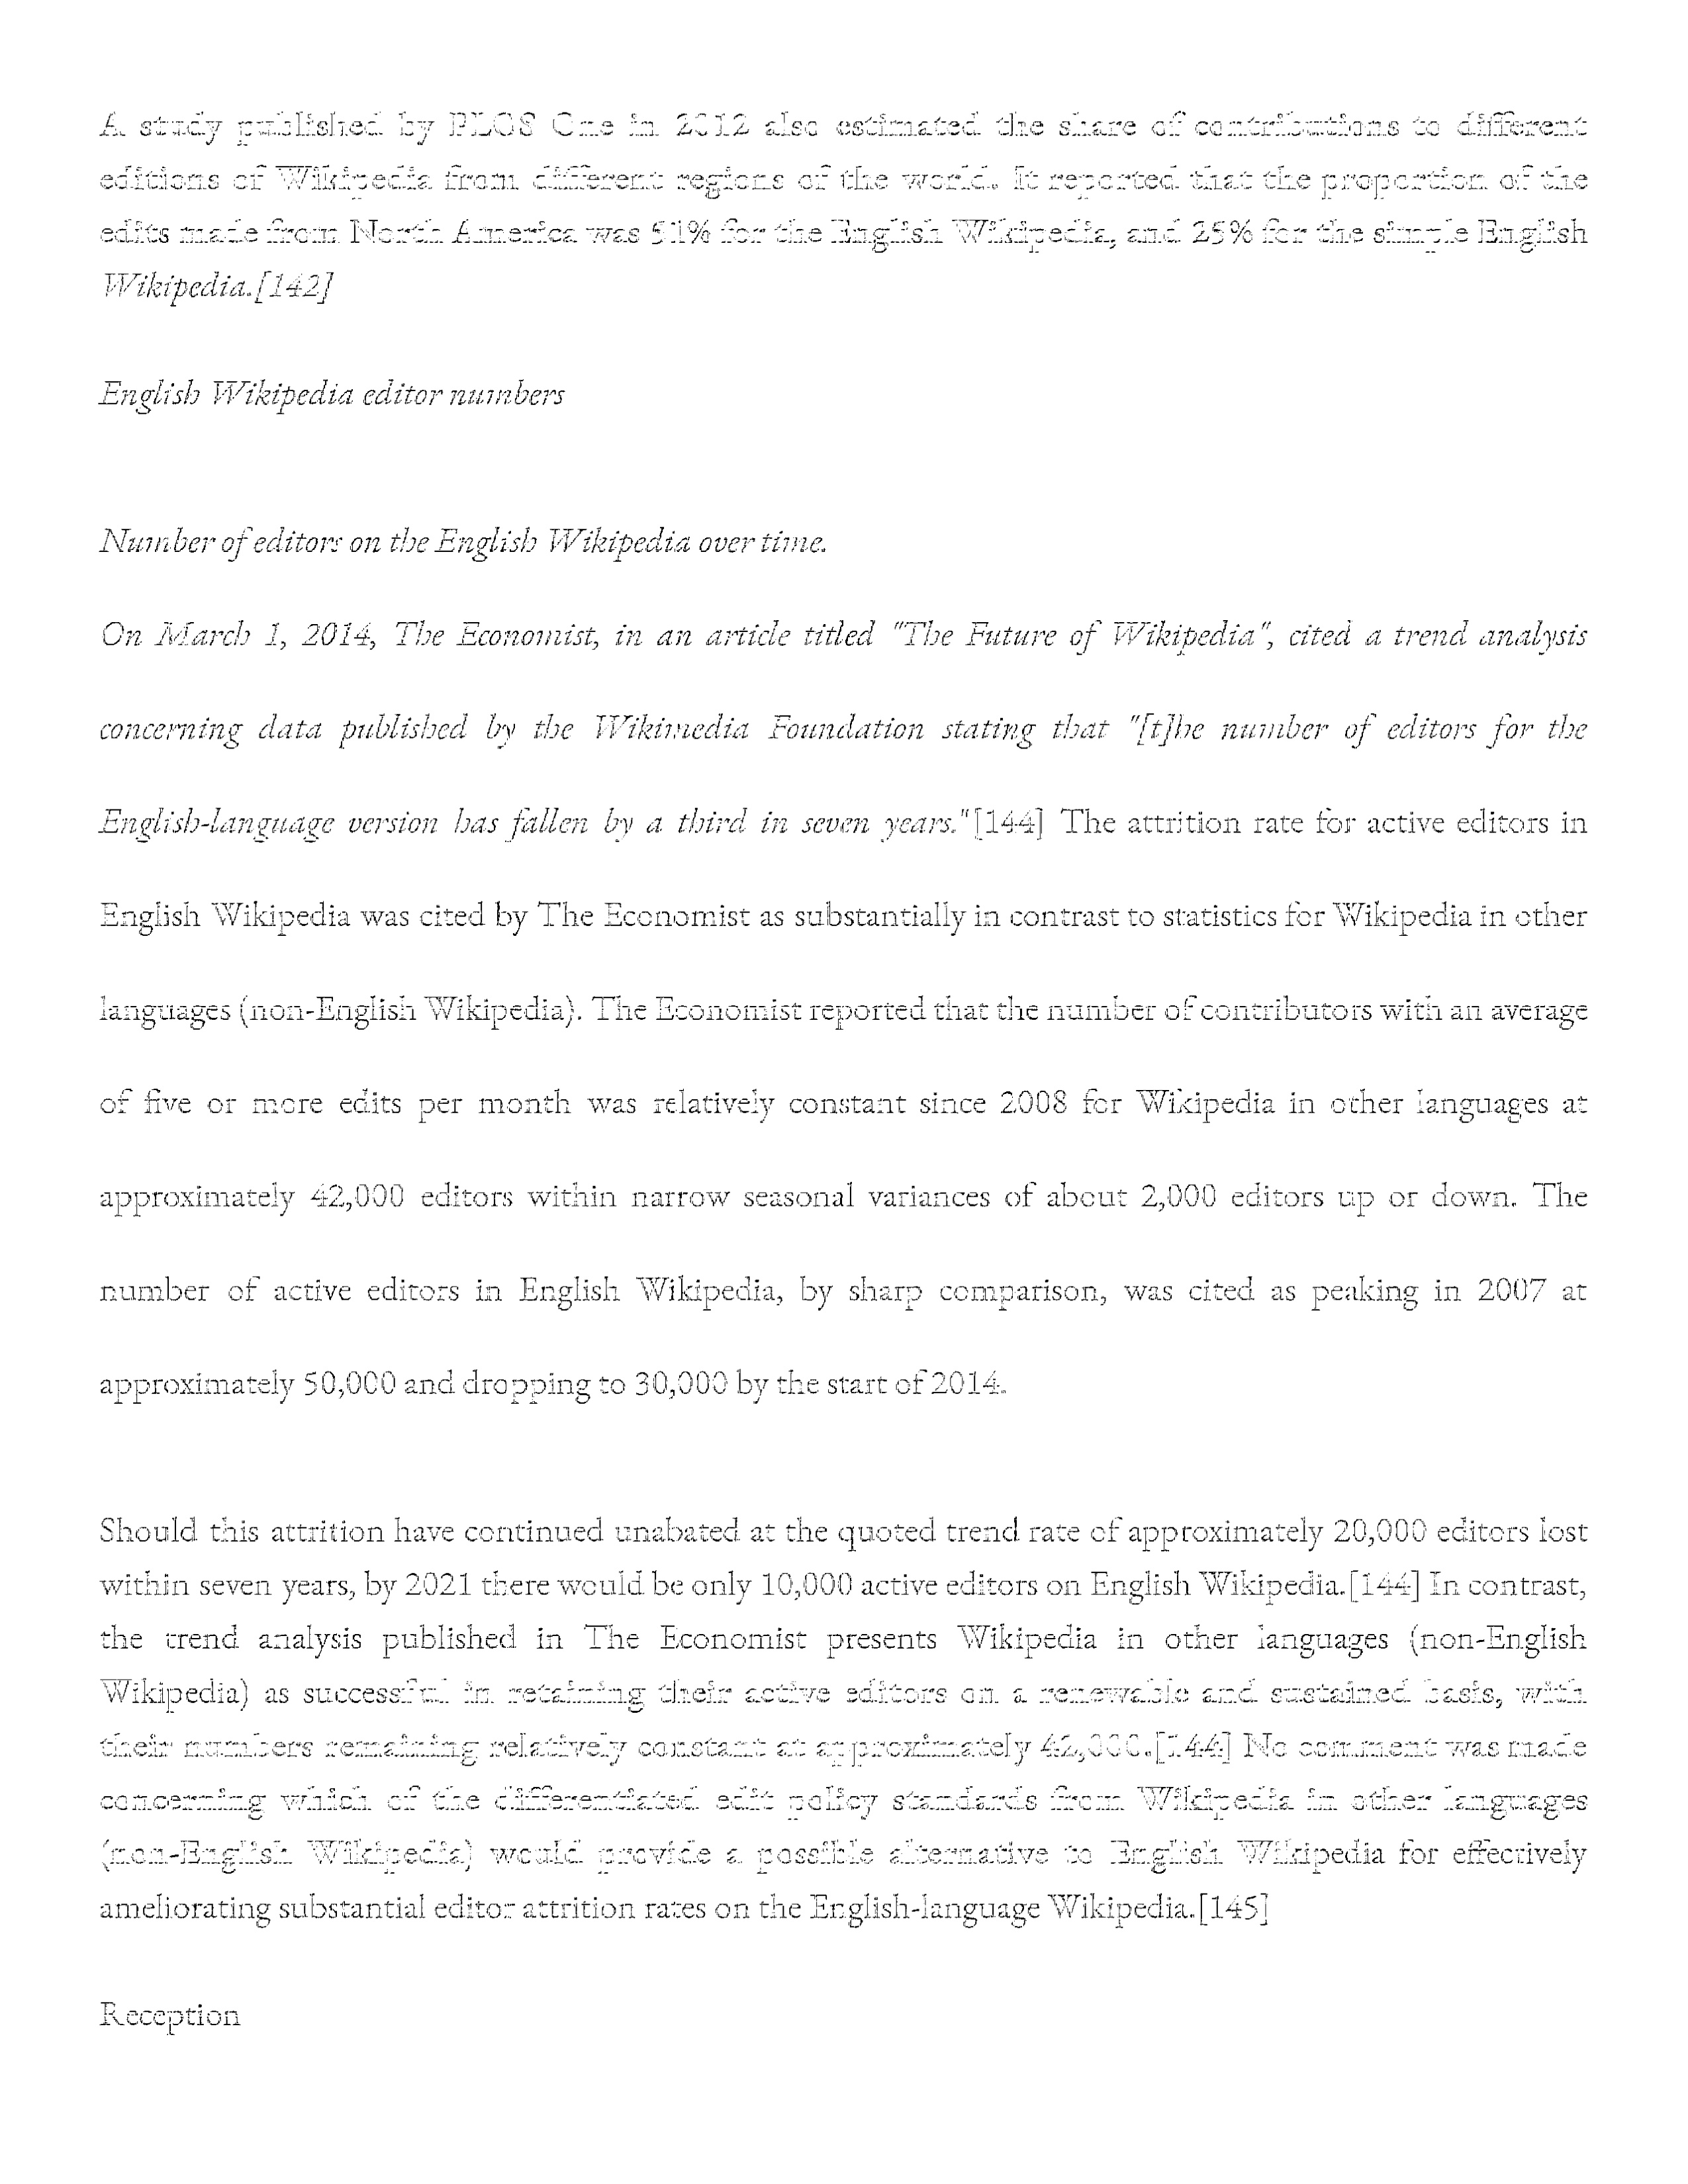 A study published by PLOS One in 2012 also estimated the share of contributions to different
editions of Wikipedia from different regions of the world. It reported that the proportion of the
edits made from North America was 51% for the English Wikipedia, and 25% for the simple English
Wikipedia.[142]
English Wikipedia editor numbers
Number of editors on the English Wikipedia over time.
On March 1, 2014, The Economist, in an article titled "The Future of Wikipedia", cited a trend analysis
concerning data published by the Wikimedia Foundation stating that "[t]he number of editors for the
English-language version has fallen by a third in seven years."[144] The attrition rate for active editors in
English Wikipedia was cited by The Economist as substantially in contrast to statistics for Wikipedia in other
languages (non-English Wikipedia). The Economist reported that the number of contributors with an average
of five or more edits per month was relatively constant since 2008 for Wikipedia in other languages at
approximately 42,000 editors within narrow seasonal variances of about 2,000 editors up or down. The
number of active editors in English Wikipedia, by sharp comparison, was cited as peaking in 2007 at
approximately 50,000 and dropping to 30,000 by the start of 2014.
Should this attrition have continued unabated at the quoted trend rate of approximately 20,000 editors lost
within seven years, by 2021 there would be only 10,000 active editors on English Wikipedia.[144] In contrast,
the trend analysis published in The Economist presents Wikipedia in other languages (non-English
Wikipedia) as successful in retaining their active editors on a renewable and sustained basis, with
their numbers remaining relatively constant at approximately 42,000.[144] No comment was made
concerning which of the differentiated edit policy standards from Wikipedia in other languages
(non-English Wikipedia) would provide a possible alternative to English Wikipedia for effectively
ameliorating substantial editor attrition rates on the English-language Wikipedia.[145]
Reception